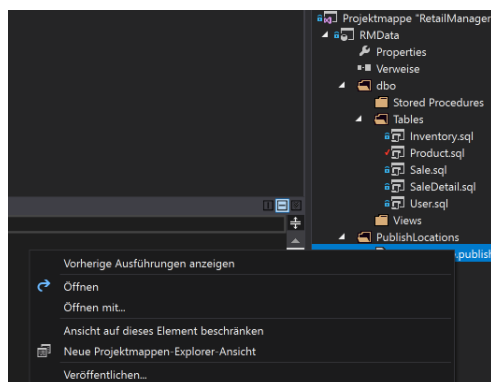 Projektmappe "RetailManager
RMData
Properties
Verweise
dbo
Stored Procedures
Tables
Inventory.sql
Product.sql
Sale.sql
SaleDetail.sql
User.sql
Views
PublishLocations
.publish
Vorherige Ausführungen anzeigen
Öffnen
Öffnen mit...
Ansicht auf dieses Element beschränken
Neue Projektmappen-Explorer-Ansicht
Veröffentlichen...